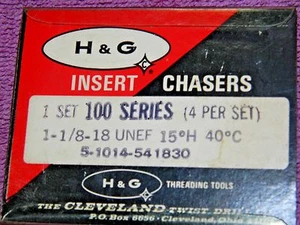 H & G
C
INSERT CHASERS
1 SET 100 SERIES (4 PER SET)
1-1/8-18 UNEF 15°H 40°C
5-1014-541830
H & G THREADING TOOLS
THE CLEVELAND TWIST DRILL
P.O. Box 6656 · Cleveland, Ohio